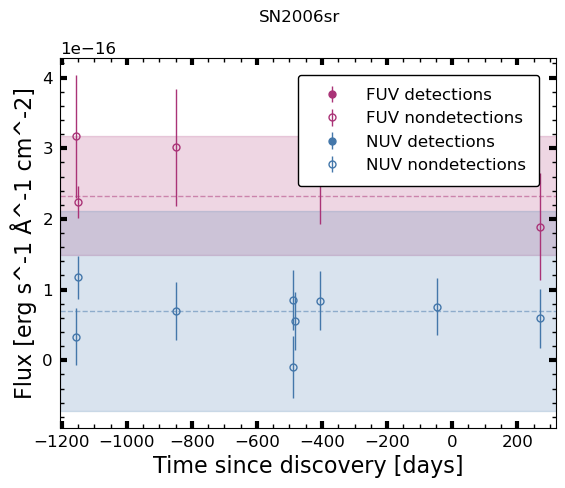 SN2006sr
1e−16
FUV detections
FUV nondetections
NUV detections
NUV nondetections
4
3
2
1
0
Flux [erg s^-1 Å^-1 cm^-2]
−1200 −1000 −800 −600 −400 −200 0 200
Time since discovery [days]